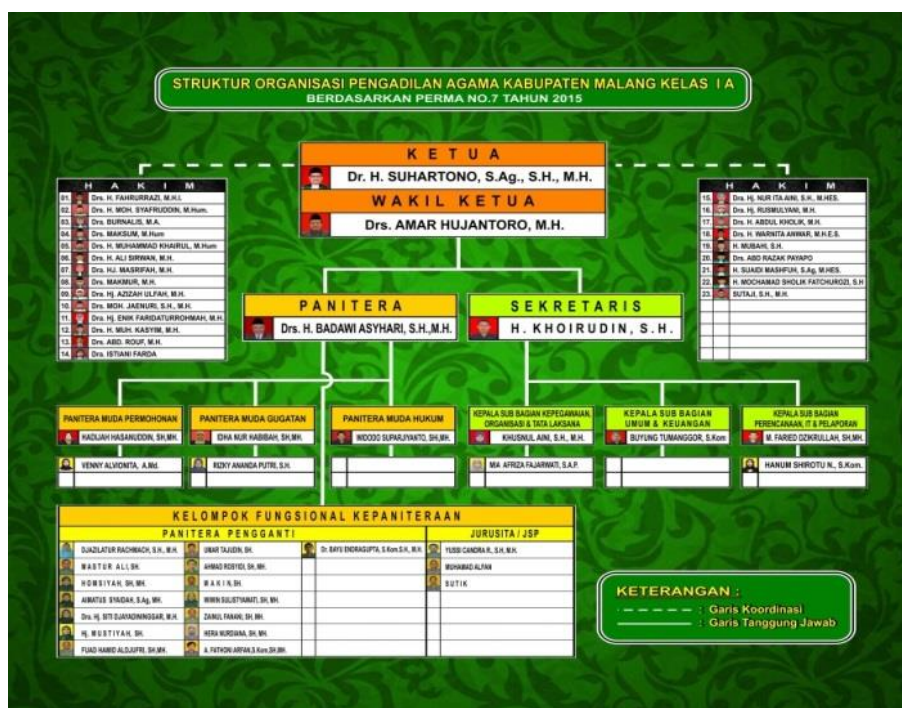 STRUKTUR ORGANISASI PENGADILAN AGAMA KABUPATEN MALANG KELAS I A
BERDASARKAN PERMA NO.7 TAHUN 2015
KETUA
Dr. H. SUHARTONO, S.Ag., S.H., M.H.
WAKIL KETUA
Drs. AMAR HUJANTORO, M.H.
HAKIM
01. Drs. H. FAHRURRAZI, M.H.I.
02. Drs. H. MOH. SYAFRUDDIN, M.Hum.
03. Drs. BURNALIS, M.A.
04. Drs. MAKSUM, M.Hum
05. Drs. H. MUHAMMAD KHAIRUL, M.Hum
06. Drs. H. ALI SIRWAN, M.H.
07. Dra. HJ. MASRIFAH, M.H.
08. Drs. MAKMUR, M.H.
09. Dra. Hj. AZIZAH ULFAH, M.H.
10. Drs. MOH. JAENURI, S.H., M.H.
11. Dra. Hj. ENIK FARIDATURROHMAH, M.H.
12. Drs. H. MUH. KASYIM, M.H.
13. Drs. ABD. ROUF, M.H.
14. Dra. ISTIANI FARDA
HAKIM
15. Dra. Hj. NUR ITA AINI, S.H., M.HES.
16. Dra. Hj. RUSMULYANI, M.H.
17. Drs. H. ABDUL KHOLIK, M.H.
18. Drs. H. WARNITA ANWAR, M.H.E.S.
19. H. MUBAHI, S.H.
20. Drs. ABD RAZAK PAYAPO
21. H. SUAIDI MASHFUH, S.Ag, M.HES.
22. H. MOCHAMAD SHOLIK FATCHUROZI, S.H
23. SUTAJI, S.H., M.H.
PANITERA
Drs. H. BADAWI ASYHARI, S.H.,M.H.
SEKRETARIS
H. KHOIRUDIN, S.H.
PANITERA MUDA PERMOHONAN
HADIJAH HASANUDDIN, SH,MH.
VENNY ALVIONITA, A.Md.
PANITERA MUDA GUGATAN
IDHA NUR HABIBAH, SH,MH.
RIZKY ANANDA PUTRI, S.H.
PANITERA MUDA HUKUM
WIDODO SUPARJIYANTO, SH,MH.
KEPALA SUB BAGIAN KEPEGAWAIAN,
ORGANISASI & TATA LAKSANA
KHUSNUL AINI, S.H., M.H.
MIA AFRIZA FAJARWATI, S.A.P.
KEPALA SUB BAGIAN
UMUM & KEUANGAN
BUYUNG TUMANGGOR, S.Kom
KEPALA SUB BAGIAN
PERENCANAAN, IT & PELAPORAN
M. FARIED DZIKRULLAH, SH,MH.
HANUM SHIROTU N., S.Kom.
KELOMPOK FUNGSIONAL KEPANITERAAN
PANITERA PENGGANTI
DJAZILATUR RACHMACH, S.H., M.H.
MASTUR ALI, SH.
HOMSIYAH, SH, MH.
AIMATUS SYAIDAH, S.Ag, MH.
Dra. Hj. SITI DJAYADININGGAR, M.H.
Hj. MUSTIYAH, SH.
FUAD HAMID ALDJUFRI, SH,MH.
UMAR TAJUDIN, SH.
AHMAD ROSYIDI, SH, MH.
MAKIN, SH.
WIWIN SULISTYAWATI, SH, MH.
ZAINUL FANANI, SH, MH.
HERA NURDIANA, SH, MH.
A. FATHONI ARFAN,S.Kom,SH,MH.
Dr. BAYU ENDRAGUPTA, S.Kom.S.H., M.H.
JURUSITA / JSP
YUSSI CANDRA R., S.H, M.H.
MUHAMAD ALFAN
SUTIK
KETERANGAN :
: Garis Koordinasi
: Garis Tanggung Jawab